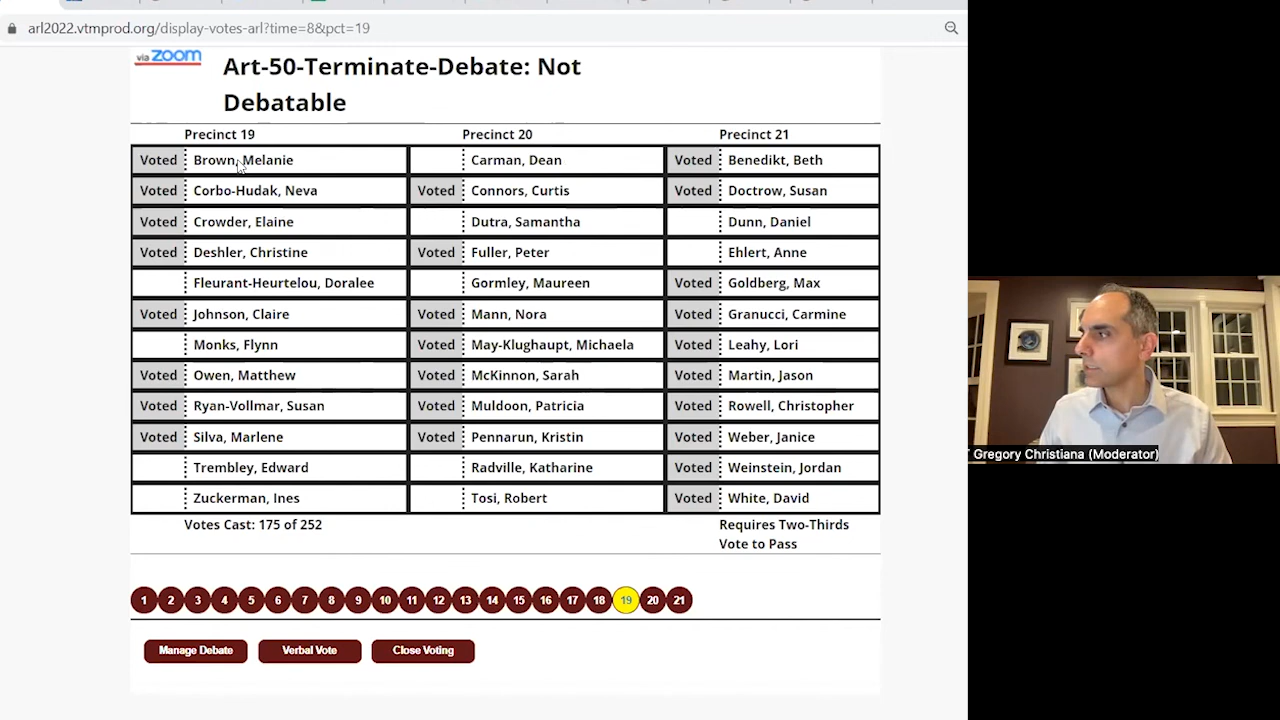 arl2022.vtmprod.org/display-votes-arl?time=8&pct=19
via zoom
Art-50-Terminate-Debate: Not
Debatable
Precinct 19 Precinct 20 Precinct 21
Voted Brown, Melanie Carman, Dean Voted Benedikt, Beth
Voted Corbo-Hudak, Neva Voted Connors, Curtis Voted Doctrow, Susan
Voted Crowder, Elaine Dutra, Samantha Dunn, Daniel
Voted Deshler, Christine Voted Fuller, Peter Ehlert, Anne
Fleurant-Heurtelou, Doralee Gormley, Maureen Voted Goldberg, Max
Voted Johnson, Claire Voted Mann, Nora Voted Granucci, Carmine
Monks, Flynn Voted May-Klughaupt, Michaela Voted Leahy, Lori
Voted Owen, Matthew Voted McKinnon, Sarah Voted Martin, Jason
Voted Ryan-Vollmar, Susan Voted Muldoon, Patricia Voted Rowell, Christopher
Voted Silva, Marlene Voted Pennarun, Kristin Voted Weber, Janice
Trembley, Edward Radville, Katharine Voted Weinstein, Jordan
Zuckerman, Ines Tosi, Robert Voted White, David
Votes Cast: 175 of 252 Requires Two-Thirds
Vote to Pass
1 2 3 4 5 6 7 8 9 10 11 12 13 14 15 16 17 18 19 20 21
Manage Debate Verbal Vote Close Voting
Gregory Christiana (Moderator)